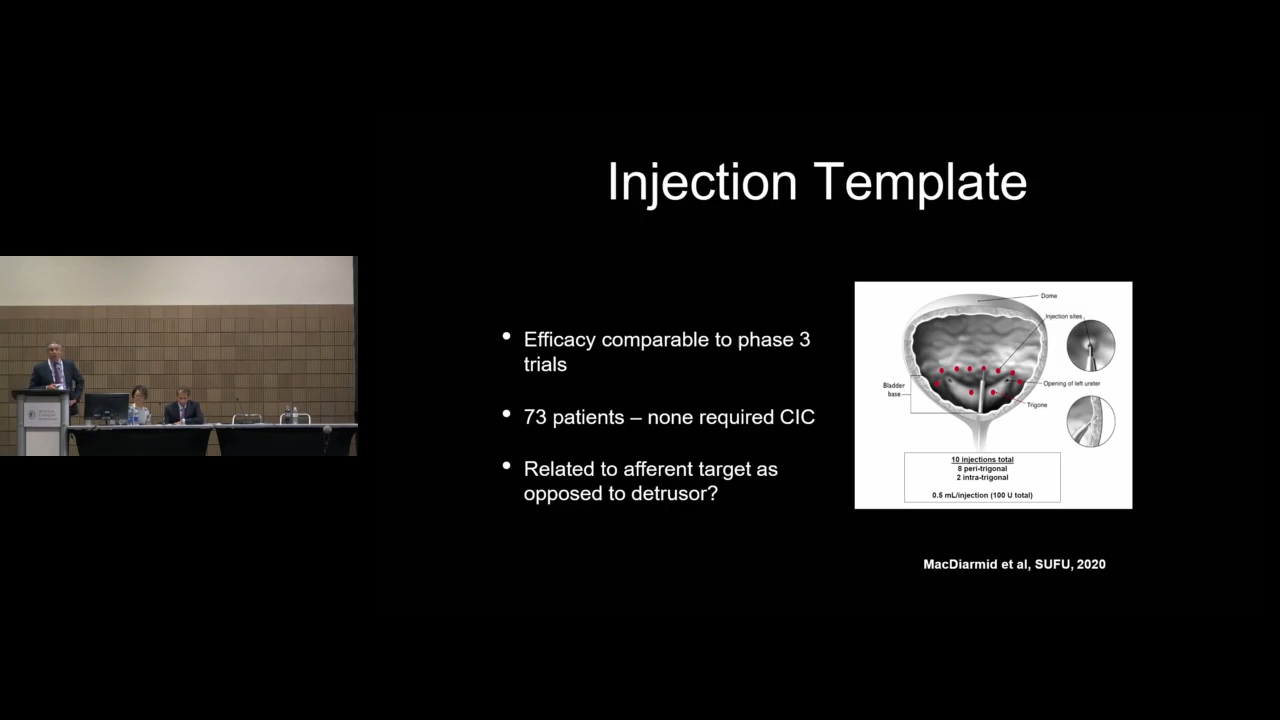 Injection Template
• Efficacy comparable to phase 3
trials
• 73 patients – none required CIC
• Related to afferent target as
opposed to detrusor?
Dome
Injection sites
Bladder
base
Opening of left ureter
Trigone
10 injections total
8 peri-trigonal
2 intra-trigonal
0.5 mL/injection (100 U total)
MacDiarmid et al, SUFU, 2020